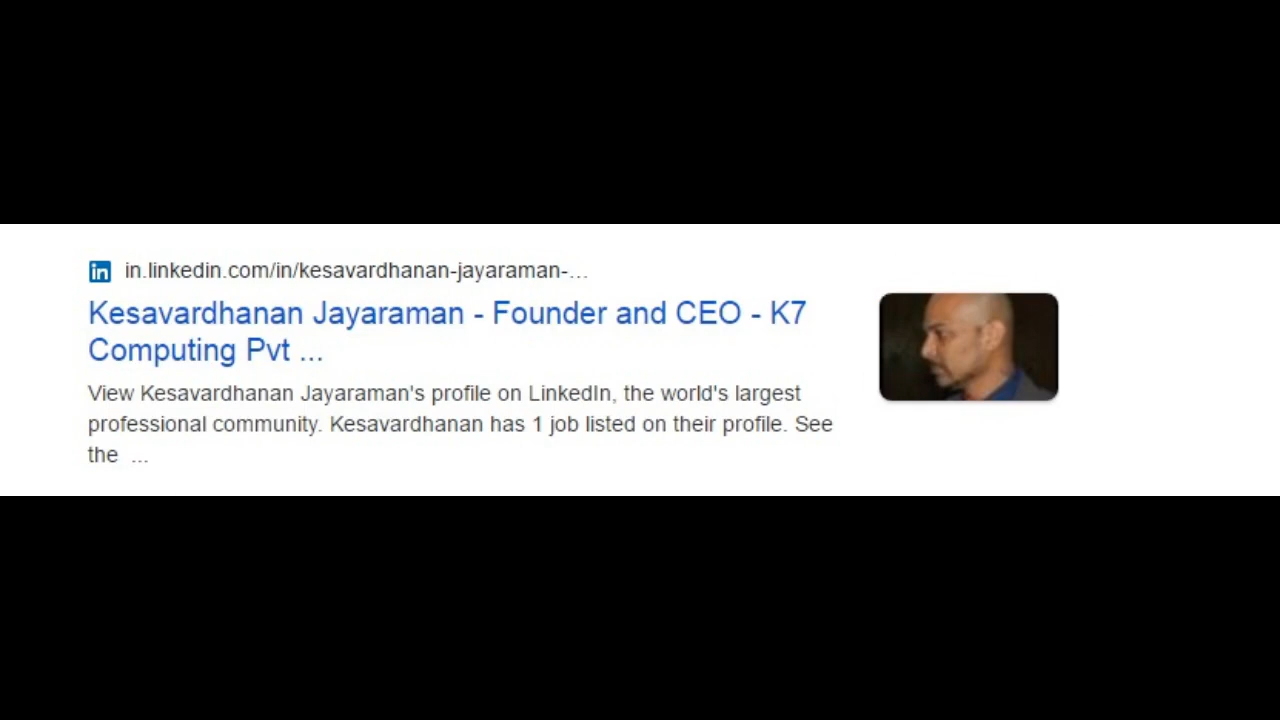 in
in.linkedin.com/in/kesavardhanan-jayaraman-...
Kesavardhanan Jayaraman - Founder and CEO - K7
Computing Pvt ...
View Kesavardhanan Jayaraman's profile on LinkedIn, the world's largest
professional community. Kesavardhanan has 1 job listed on their profile. See
the ...